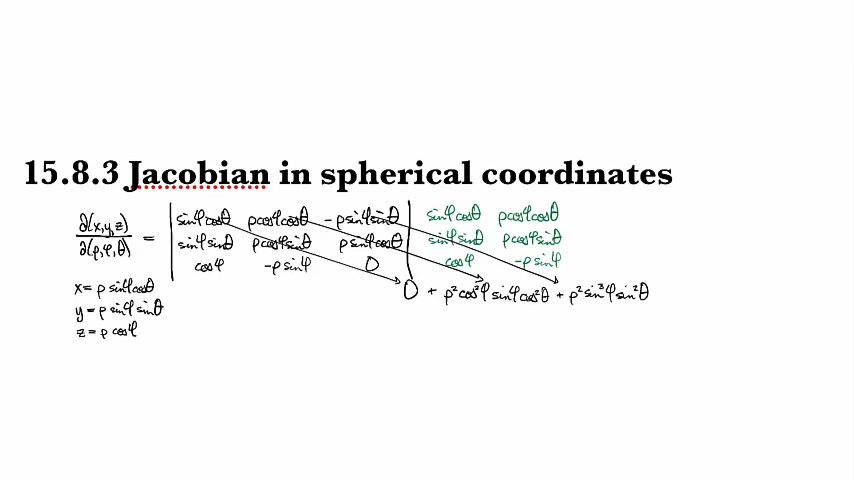 15.8.3 Jacobian in spherical coordinates
∂(x,y,z) / ∂(ρ,φ,θ) = | sinφcosθ ρcosφcosθ -ρsinφsinθ | sinφcosθ ρcosφcosθ
sinφsinθ ρcosφsinθ ρsinφcosθ | sinφsinθ ρcosφsinθ
cosφ -ρsinφ 0 | cosφ -ρsinφ
0 + ρ²cos²φ sinφ cos²θ + ρ²sin³φ sin²θ
x = ρ sinφcosθ
y = ρ sinφ sinθ
z = ρ cosφ